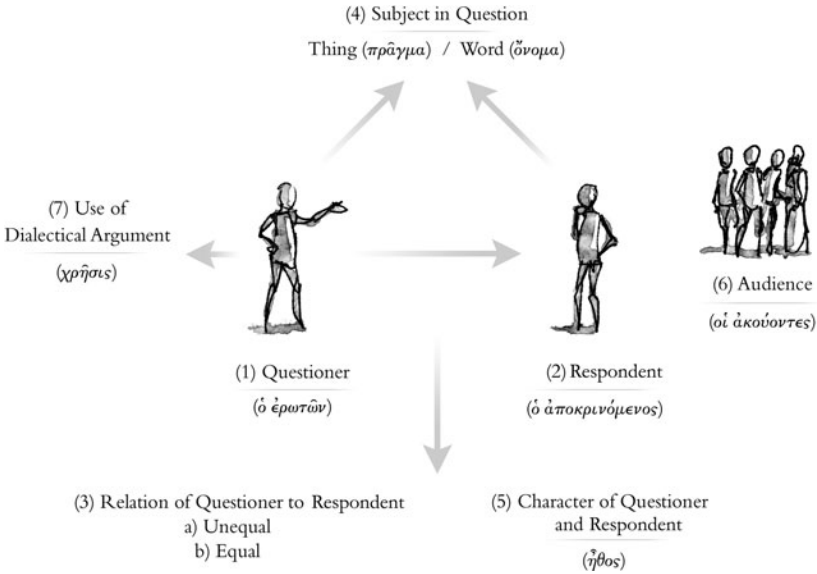 (4) Subject in Question
Thing (πρᾶγμα) / Word (ὄνομα)
(7) Use of
Dialectical Argument
(χρῆσις)
(6) Audience
(οἱ ἀκούοντες)
(1) Questioner
(ὁ ἐρωτῶν)
(2) Respondent
(ὁ ἀποκρινόμενος)
(3) Relation of Questioner to Respondent
a) Unequal
b) Equal
(5) Character of Questioner
and Respondent
(ἦθος)